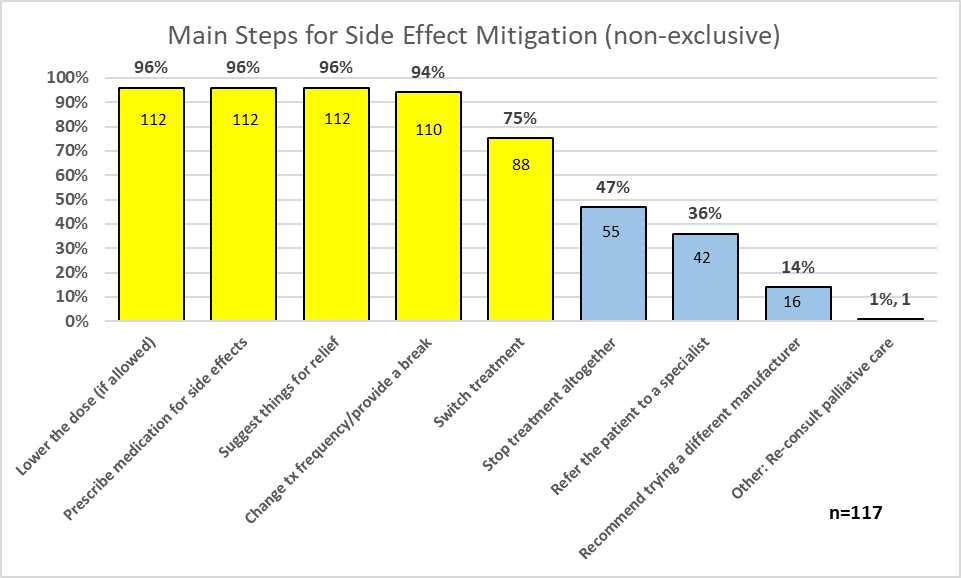 Main Steps for Side Effect Mitigation (non-exclusive)
96%
96%
96%
94%
75%
47%
36%
14%
1%, 1
100%
90%
80%
70%
60%
50%
40%
30%
20%
10%
0%
112
112
112
110
88
55
42
16
Lower the dose (if allowed)
Prescribe medication for side effects
Suggest things for relief
Change tx frequency/provide a break
Switch treatment
Stop treatment altogether
Refer the patient to a specialist
Recommend trying a different manufacturer
Other: Re-consult palliative care
n=117